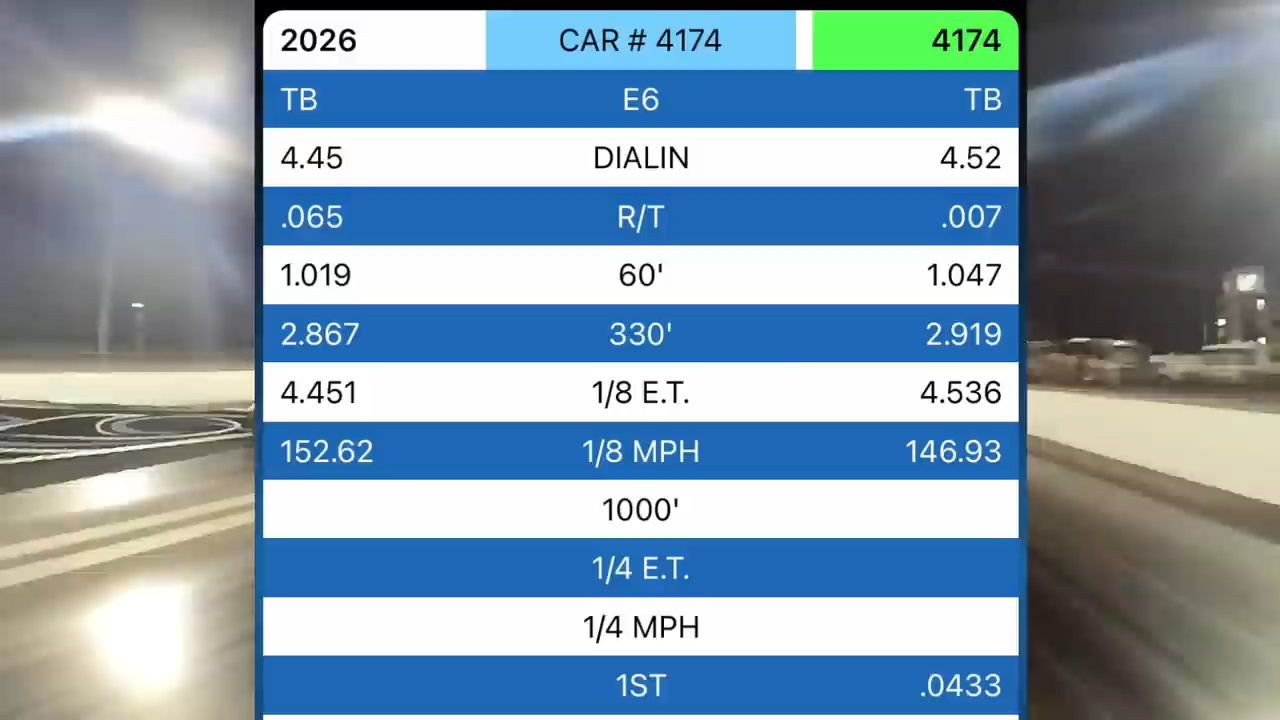 2026 CAR # 4174 4174
TB E6 TB
4.45 DIALIN 4.52
.065 R/T .007
1.019 60' 1.047
2.867 330' 2.919
4.451 1/8 E.T. 4.536
152.62 1/8 MPH 146.93
1000'
1/4 E.T.
1/4 MPH
1ST .0433